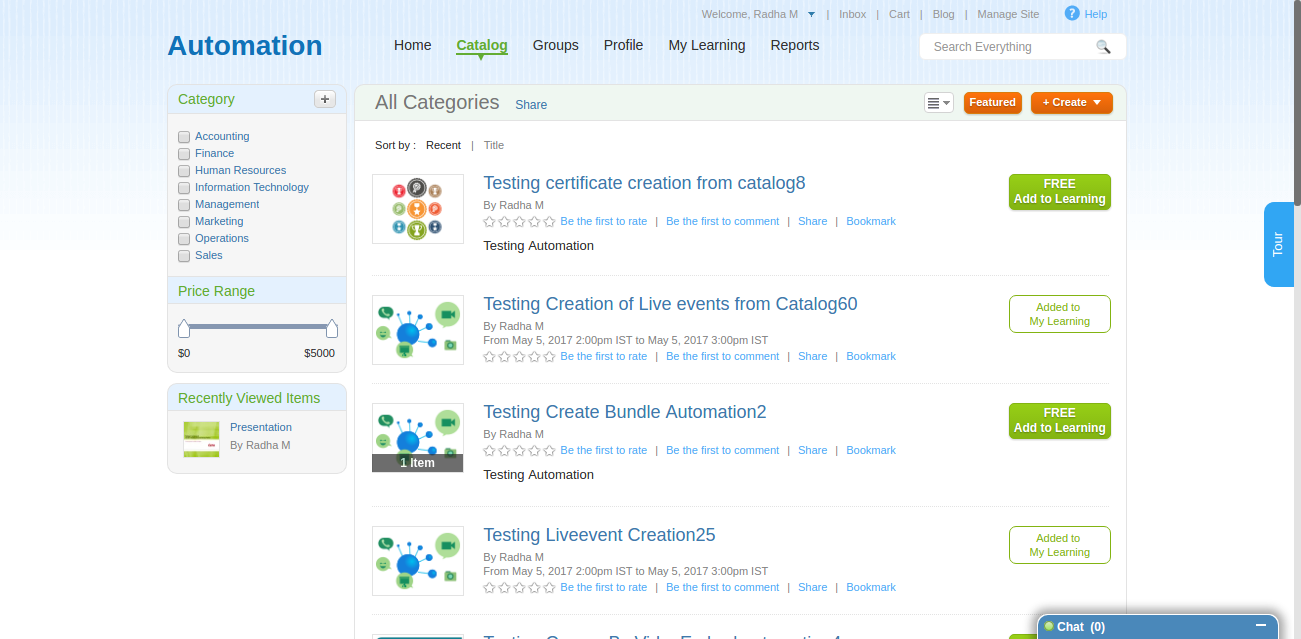 Welcome, Radha M | Inbox | Cart | Blog | Manage Site ? Help
Automation
Home Catalog Groups Profile My Learning Reports
Search Everything
Category +
Accounting
Finance
Human Resources
Information Technology
Management
Marketing
Operations
Sales
Price Range
$0 $5000
Recently Viewed Items
Presentation
By Radha M
All Categories Share
Featured
+ Create
Sort by : Recent | Title
Testing certificate creation from catalog8
By Radha M
Be the first to rate | Be the first to comment | Share | Bookmark
Testing Automation
FREE
Add to Learning
Testing Creation of Live events from Catalog60
By Radha M
From May 5, 2017 2:00pm IST to May 5, 2017 3:00pm IST
Be the first to rate | Be the first to comment | Share | Bookmark
Added to
My Learning
1 Item
Testing Create Bundle Automation2
By Radha M
Be the first to rate | Be the first to comment | Share | Bookmark
Testing Automation
FREE
Add to Learning
Testing Liveevent Creation25
By Radha M
From May 5, 2017 2:00pm IST to May 5, 2017 3:00pm IST
Be the first to rate | Be the first to comment | Share | Bookmark
Added to
My Learning
Tour
Chat (0)